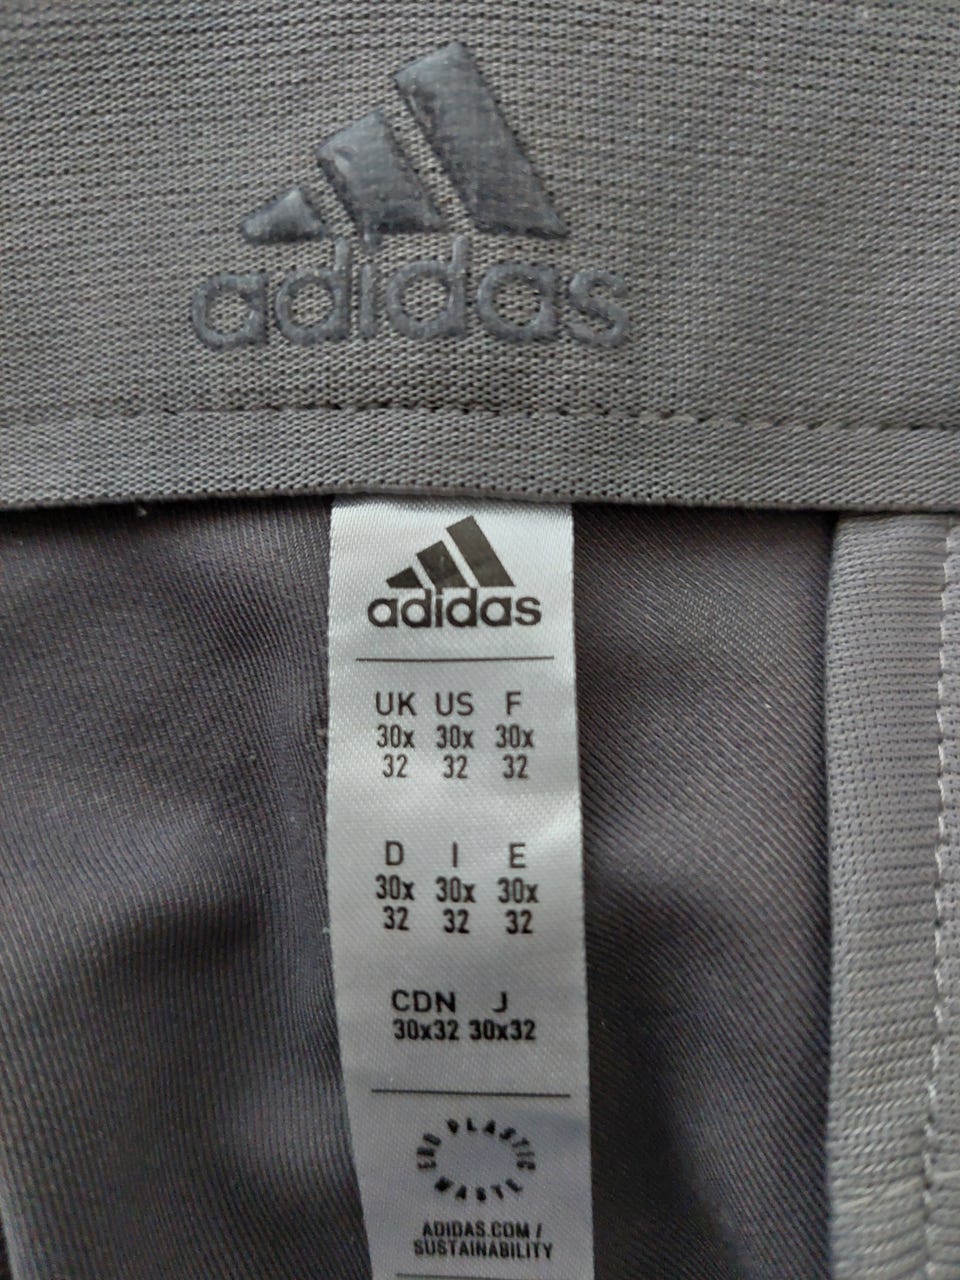 adidas
adidas
UK US F
30x 30x 30x
32 32 32
D I E
30x 30x 30x
32 32 32
CDN J
30x32 30x32
END PLASTIC WASTE
ADIDAS.COM /
SUSTAINABILITY